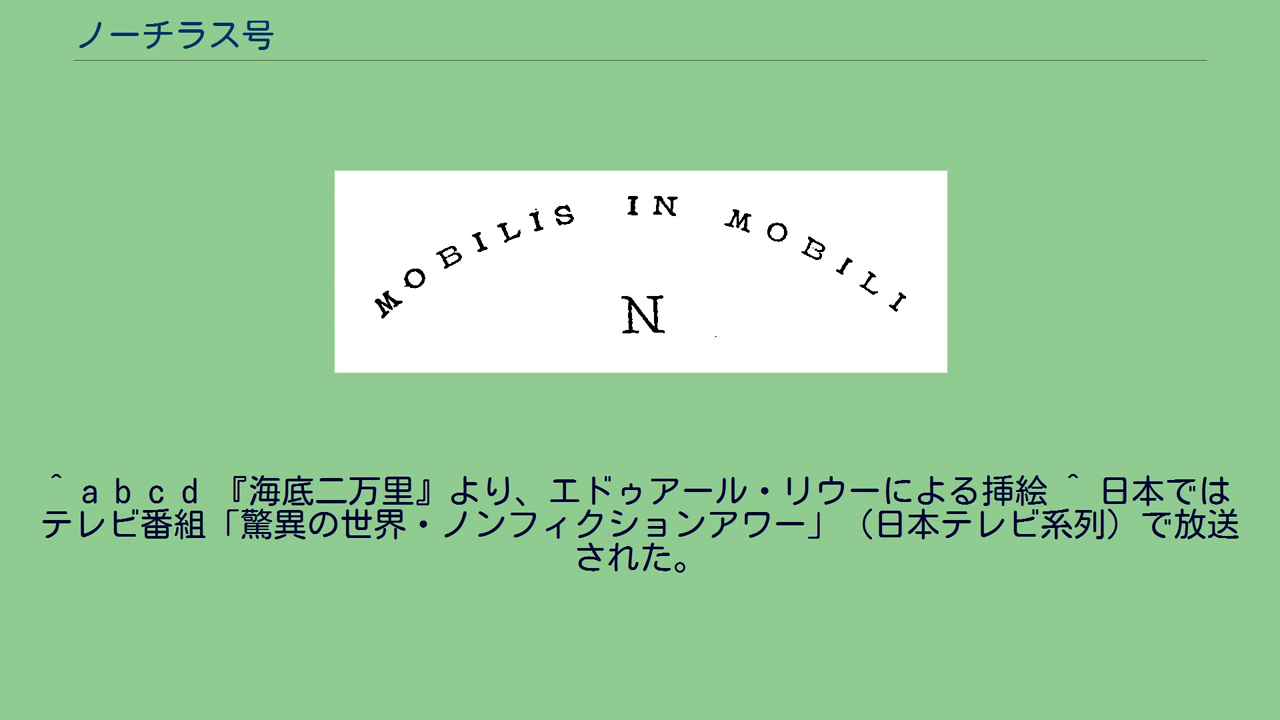 ノーチラス号
MOBILIS IN MOBILI
N
^ a b c d 『海底二万里』より、エドゥアール・リウーによる挿絵 ^ 日本では
テレビ番組「驚異の世界・ノンフィクションアワー」（日本テレビ系列）で放送
された。